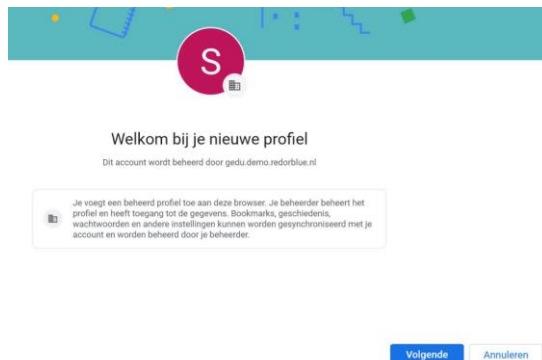 S
Welkom bij je nieuwe profiel
Dit account wordt beheerd door gedu.demo.redorblue.nl
Je voegt een beheerd profiel toe aan deze browser. Je beheerder beheert het
profiel en heeft toegang tot de gegevens. Bookmarks, geschiedenis,
wachtwoorden en andere instellingen kunnen worden gesynchroniseerd met je
account en worden beheerd door je beheerder.
Volgende Annuleren